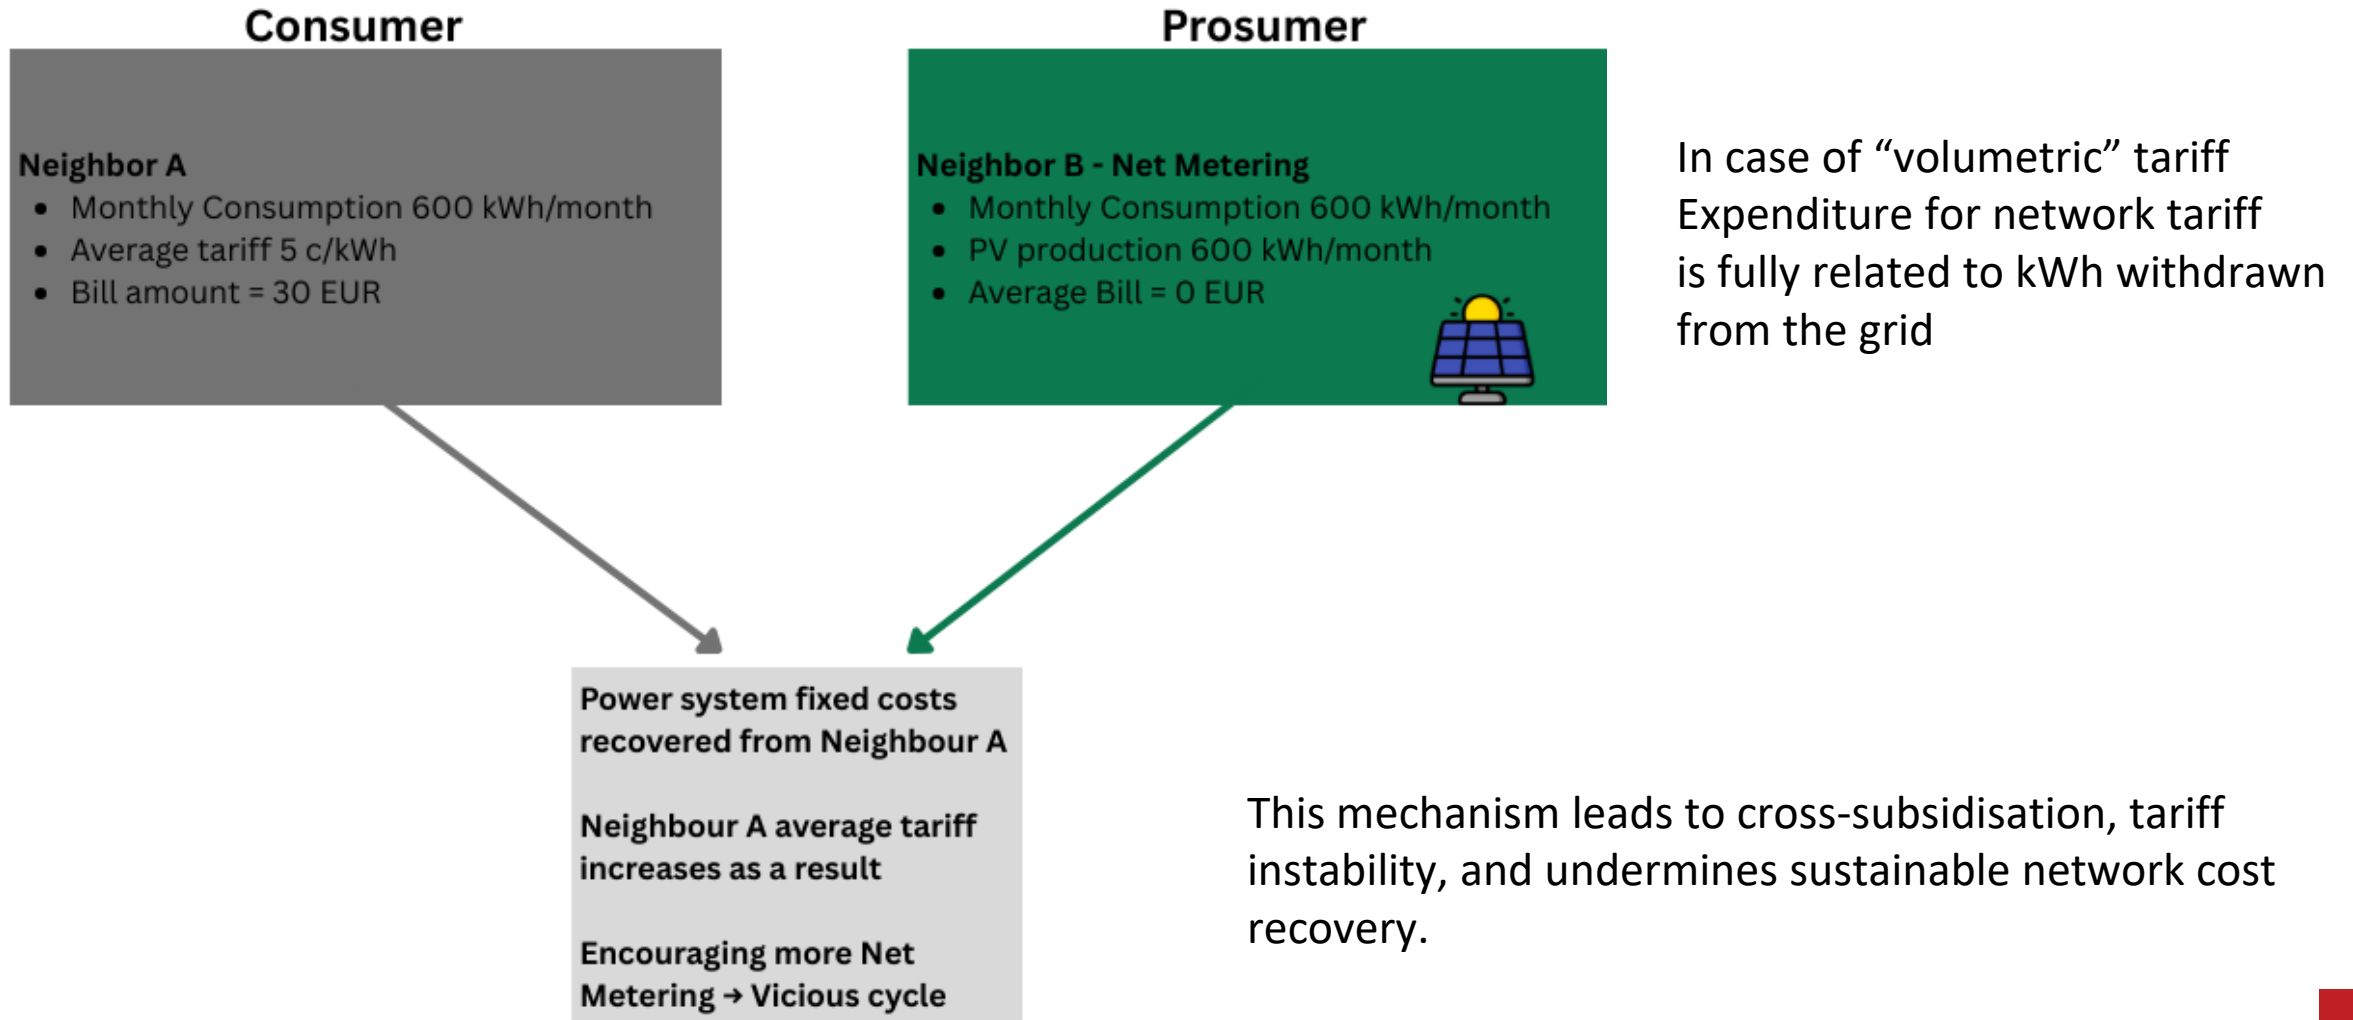 Consumer
Neighbor A
• Monthly Consumption 600 kWh/month
• Average tariff 5 c/kWh
• Bill amount = 30 EUR
Prosumer
Neighbor B - Net Metering
• Monthly Consumption 600 kWh/month
• PV production 600 kWh/month
• Average Bill = 0 EUR
In case of “volumetric” tariff
Expenditure for network tariff
is fully related to kWh withdrawn
from the grid
Power system fixed costs
recovered from Neighbour A
Neighbour A average tariff
increases as a result
Encouraging more Net
Metering → Vicious cycle
This mechanism leads to cross-subsidisation, tariff
instability, and undermines sustainable network cost
recovery.